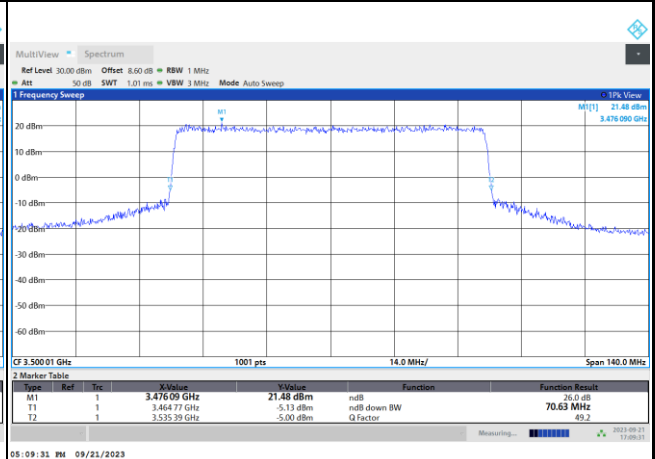 MultiView Spectrum
Ref Level 30.00 dBm Offset 8.60 dB RBW 1 MHz
Att 50 dB SWT 1.01 ms VBW 3 MHz Mode Auto Sweep
1 Frequency Sweep 1Pk View
M1[1] 21.48 dBm
3.476 090 GHz
M1
20 dBm
10 dBm
0 dBm
T1 T2
-10 dBm
-20 dBm
-30 dBm
-40 dBm
-50 dBm
-60 dBm
CF 3.500 01 GHz 1001 pts 14.0 MHz/ Span 140.0 MHz
2 Marker Table
Type Ref Trc X-Value Y-Value Function Function Result
M1 1 3.476 09 GHz 21.48 dBm ndB 26.0 dB
T1 1 3.464 77 GHz -5.13 dBm ndB down BW 70.63 MHz
T2 1 3.535 39 GHz -5.00 dBm Q Factor 49.2
Measuring... 2023-09-21
17:09:31
05:09:31 PM 09/21/2023